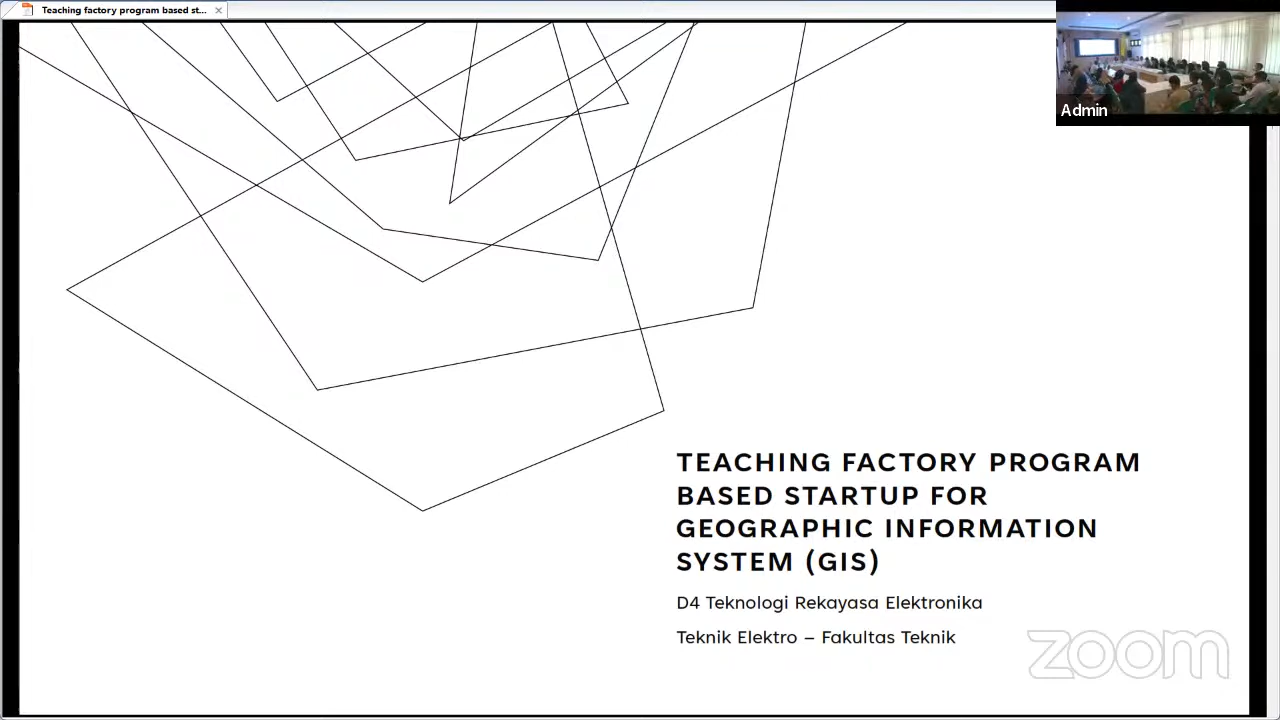 Teaching factory program based st...
Admin
TEACHING FACTORY PROGRAM
BASED STARTUP FOR
GEOGRAPHIC INFORMATION
SYSTEM (GIS)
D4 Teknologi Rekayasa Elektronika
Teknik Elektro – Fakultas Teknik
zoom